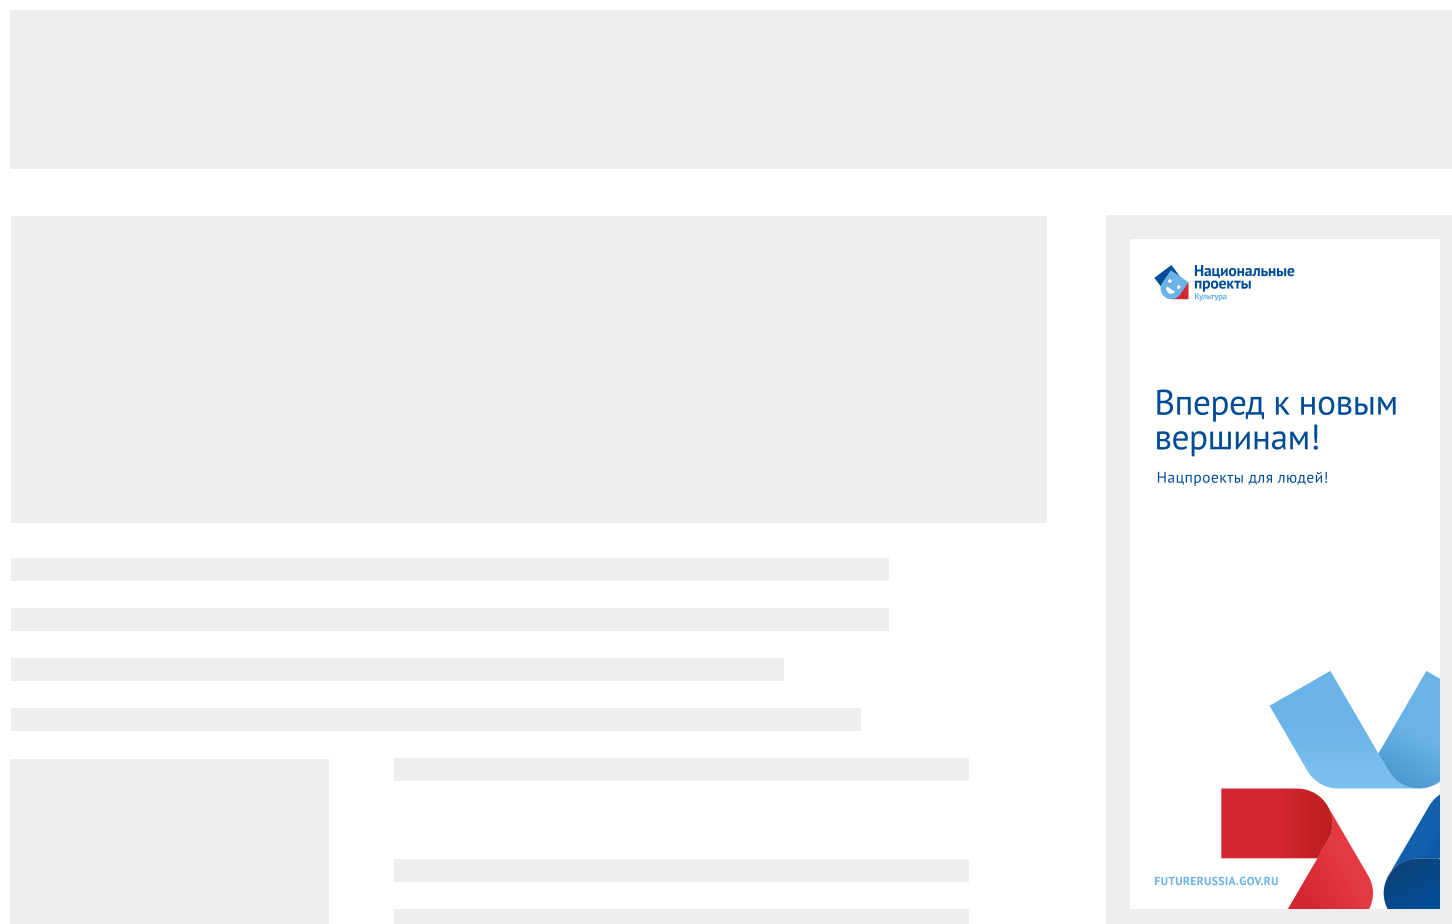 Национальные
проекты
Культура
Вперед к новым
вершинам!
Нацпроекты для людей!
FUTURERUSSIA.GOV.RU